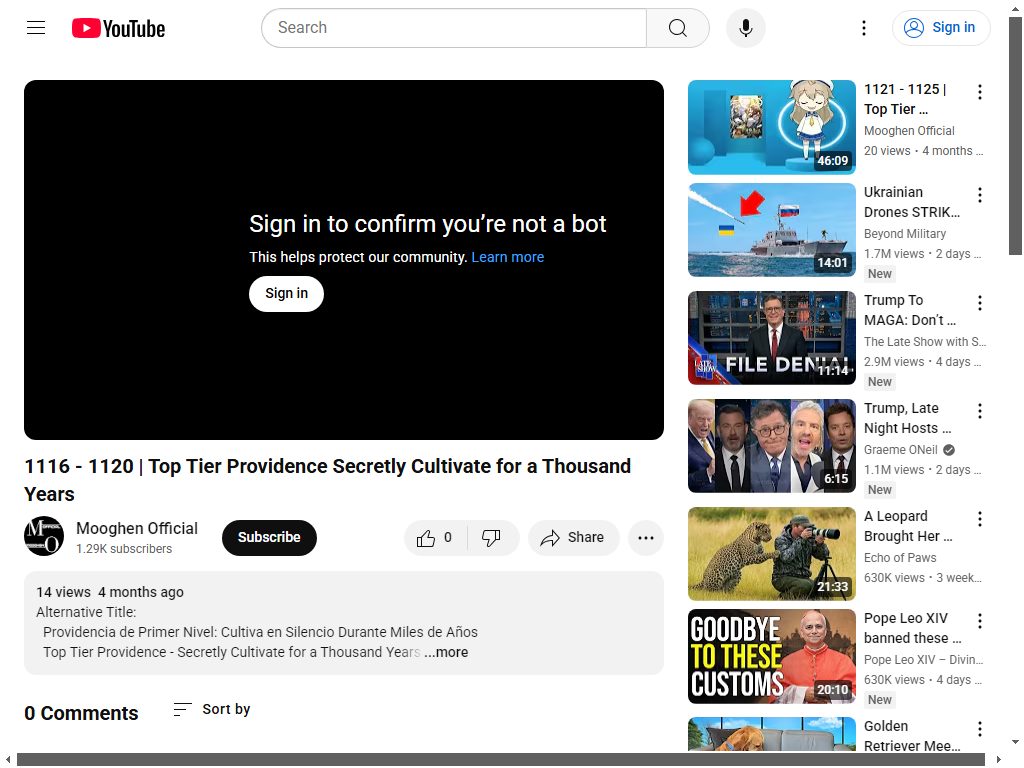 YouTube
Search
Sign in
Sign in to confirm you’re not a bot
This helps protect our community. Learn more
Sign in
1116 - 1120 | Top Tier Providence Secretly Cultivate for a Thousand
Years
Mooghen Official
1.29K subscribers
Subscribe
0
Share
14 views 4 months ago
Alternative Title:
Providencia de Primer Nivel: Cultiva en Silencio Durante Miles de Años
Top Tier Providence - Secretly Cultivate for a Thousand Years ...more
0 Comments
Sort by
46:09
1121 - 1125 |
Top Tier ...
Mooghen Official
20 views • 4 months ...
14:01
Ukrainian
Drones STRIK...
Beyond Military
1.7M views • 2 days ...
New
LATE SHOW
FILE DENIAL
11:14
Trump To
MAGA: Don’t ...
The Late Show with S...
2.9M views • 4 days ...
New
6:15
Trump, Late
Night Hosts ...
Graeme ONeil
1.1M views • 2 days ...
New
21:33
A Leopard
Brought Her ...
Echo of Paws
630K views • 3 week...
GOODBYE
TO THESE
CUSTOMS
20:10
Pope Leo XIV
banned these ...
Pope Leo XIV – Divin...
630K views • 4 days ...
New
Golden
Retriever Mee...